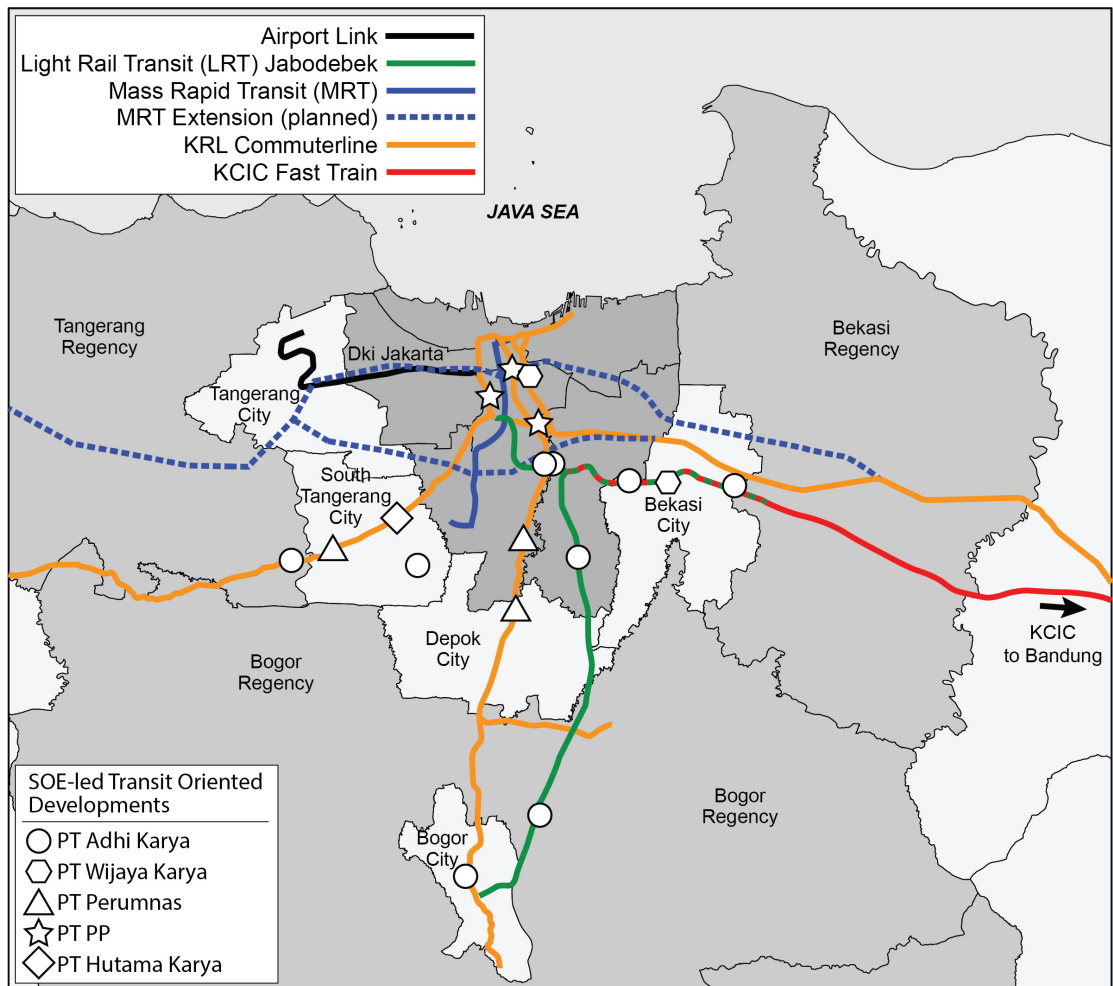 Airport Link
Light Rail Transit (LRT) Jabodebek
Mass Rapid Transit (MRT)
MRT Extension (planned)
KRL Commuterline
KCIC Fast Train
JAVA SEA
Tangerang
Regency
Bekasi
Regency
Dki Jakarta
Tangerang
City
South
Tangerang
City
Bekasi
City
KCIC
to Bandung
Depok
City
Bogor
Regency
Bogor
Regency
Bogor
City
SOE-led Transit Oriented
Developments
PT Adhi Karya
PT Wijaya Karya
PT Perumnas
PT PP
PT Hutama Karya